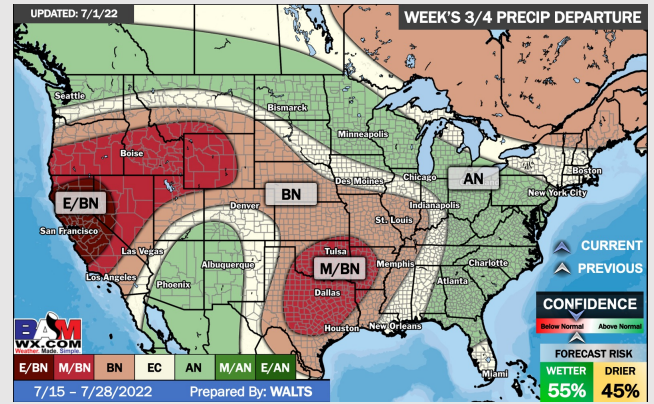 UPDATED: 7/1/22
WEEK'S 3/4 PRECIP DEPARTURE
Seattle
Bismarck
Minneapolis
Boise
Boston
Chicago
AN
Des Moines
New York City
E/BN
BN
Denver
Indianapolis
San Francisco
St. Louis
Las Vegas
Tulsa
CURRENT
Albuquerque
M/BN
Memphis
Charlotte
PREVIOUS
Los Angeles
Phoenix
Dallas
Atlanta
CONFIDENCE
Houston
New Orleans
Below Normal
Above Normal
BAM
WX.COM
Weather. Made. Simple.
FORECAST RISK
E/BN M/BN BN EC AN M/AN E/AN
Miami
WETTER
DRIER
7/15 – 7/28/2022
Prepared By: WALTS
55%
45%